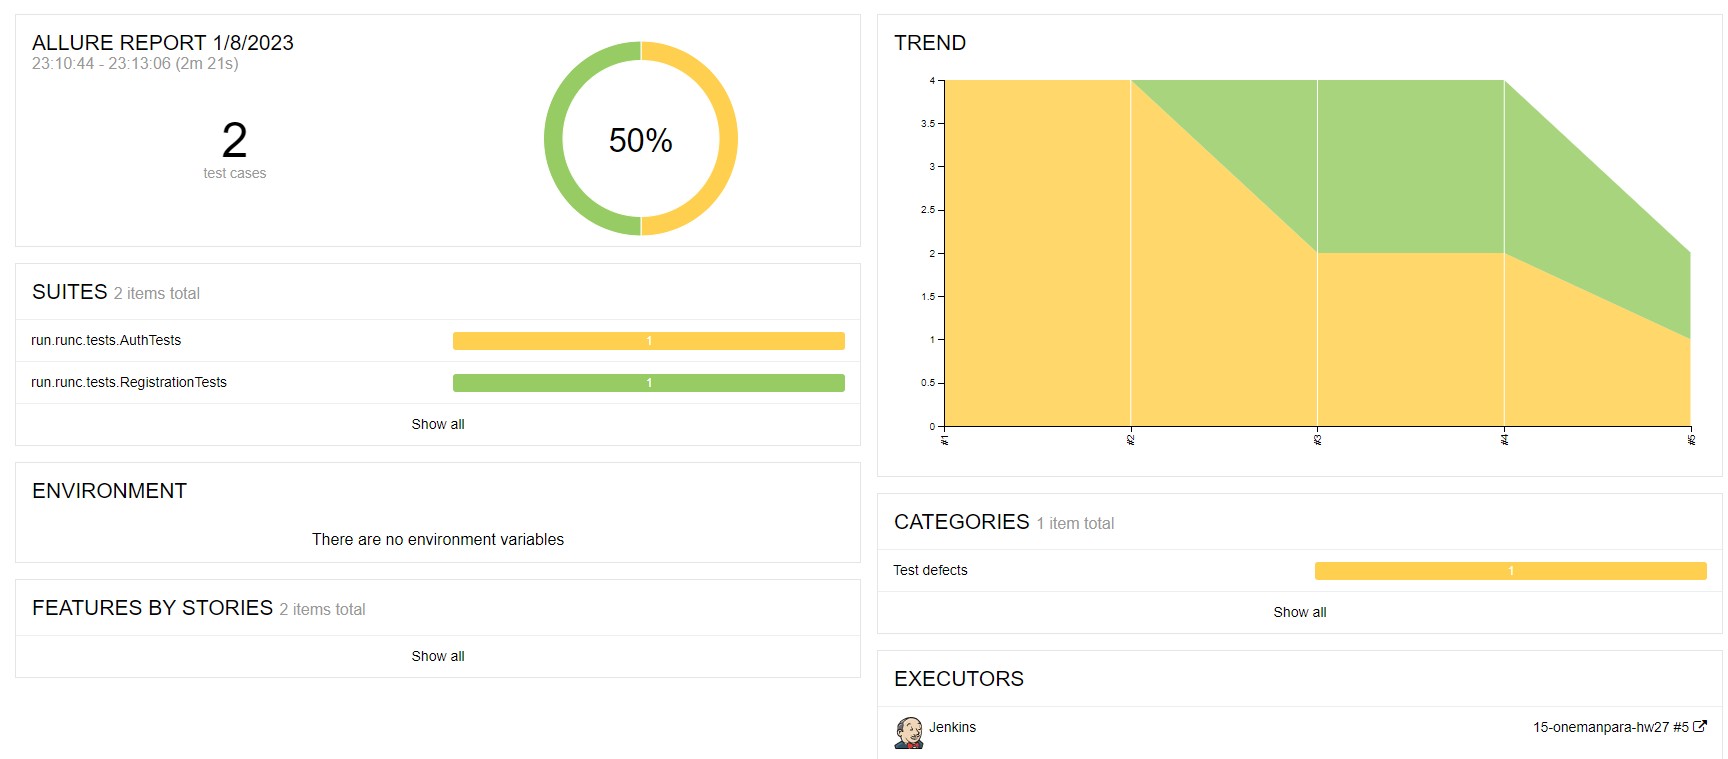 ALLURE REPORT 1/8/2023
23:10:44 - 23:13:06 (2m 21s)
2
test cases
50%
SUITES 2 items total
run.runc.tests.AuthTests 1
run.runc.tests.RegistrationTests 1
Show all
ENVIRONMENT
There are no environment variables
FEATURES BY STORIES 2 items total
Show all
TREND
4
3.5
3
2.5
2
1.5
1
0.5
0
#1 #2 #3 #4 #5
CATEGORIES 1 item total
Test defects 1
Show all
EXECUTORS
Jenkins 15-onemanpara-hw27 #5